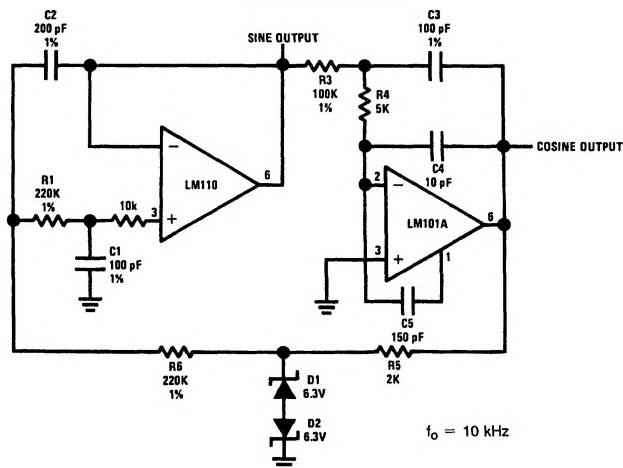 C2
200 pF
1%
SINE OUTPUT
R3
100K
1%
C3
100 pF
1%
R4
5K
C4
10 pF
COSINE OUTPUT
R1
220K
1%
10k
C1
100 pF
1%
−
LM110
6
3
+
2
−
LM101A
6
3
+
1
C5
150 pF
R6
220K
1%
R5
2K
D1
6.3V
D2
6.3V
fo = 10 kHz